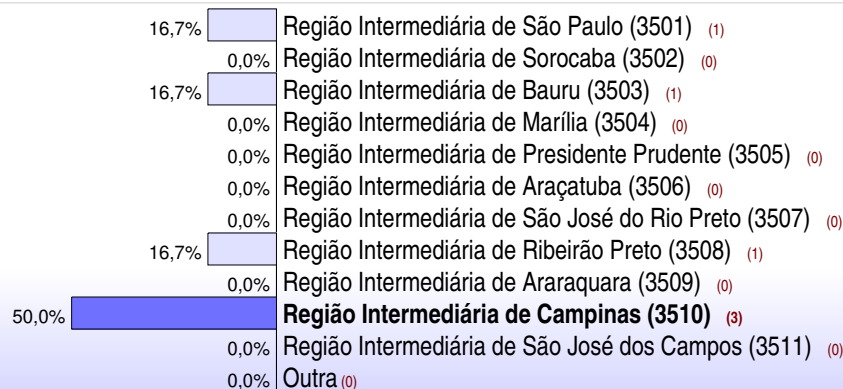 16,7% Região Intermediária de São Paulo (3501) (1)
0,0% Região Intermediária de Sorocaba (3502) (0)
16,7% Região Intermediária de Bauru (3503) (1)
0,0% Região Intermediária de Marília (3504) (0)
0,0% Região Intermediária de Presidente Prudente (3505) (0)
0,0% Região Intermediária de Araçatuba (3506) (0)
0,0% Região Intermediária de São José do Rio Preto (3507) (0)
16,7% Região Intermediária de Ribeirão Preto (3508) (1)
0,0% Região Intermediária de Araraquara (3509) (0)
50,0% Região Intermediária de Campinas (3510) (3)
0,0% Região Intermediária de São José dos Campos (3511) (0)
0,0% Outra (0)